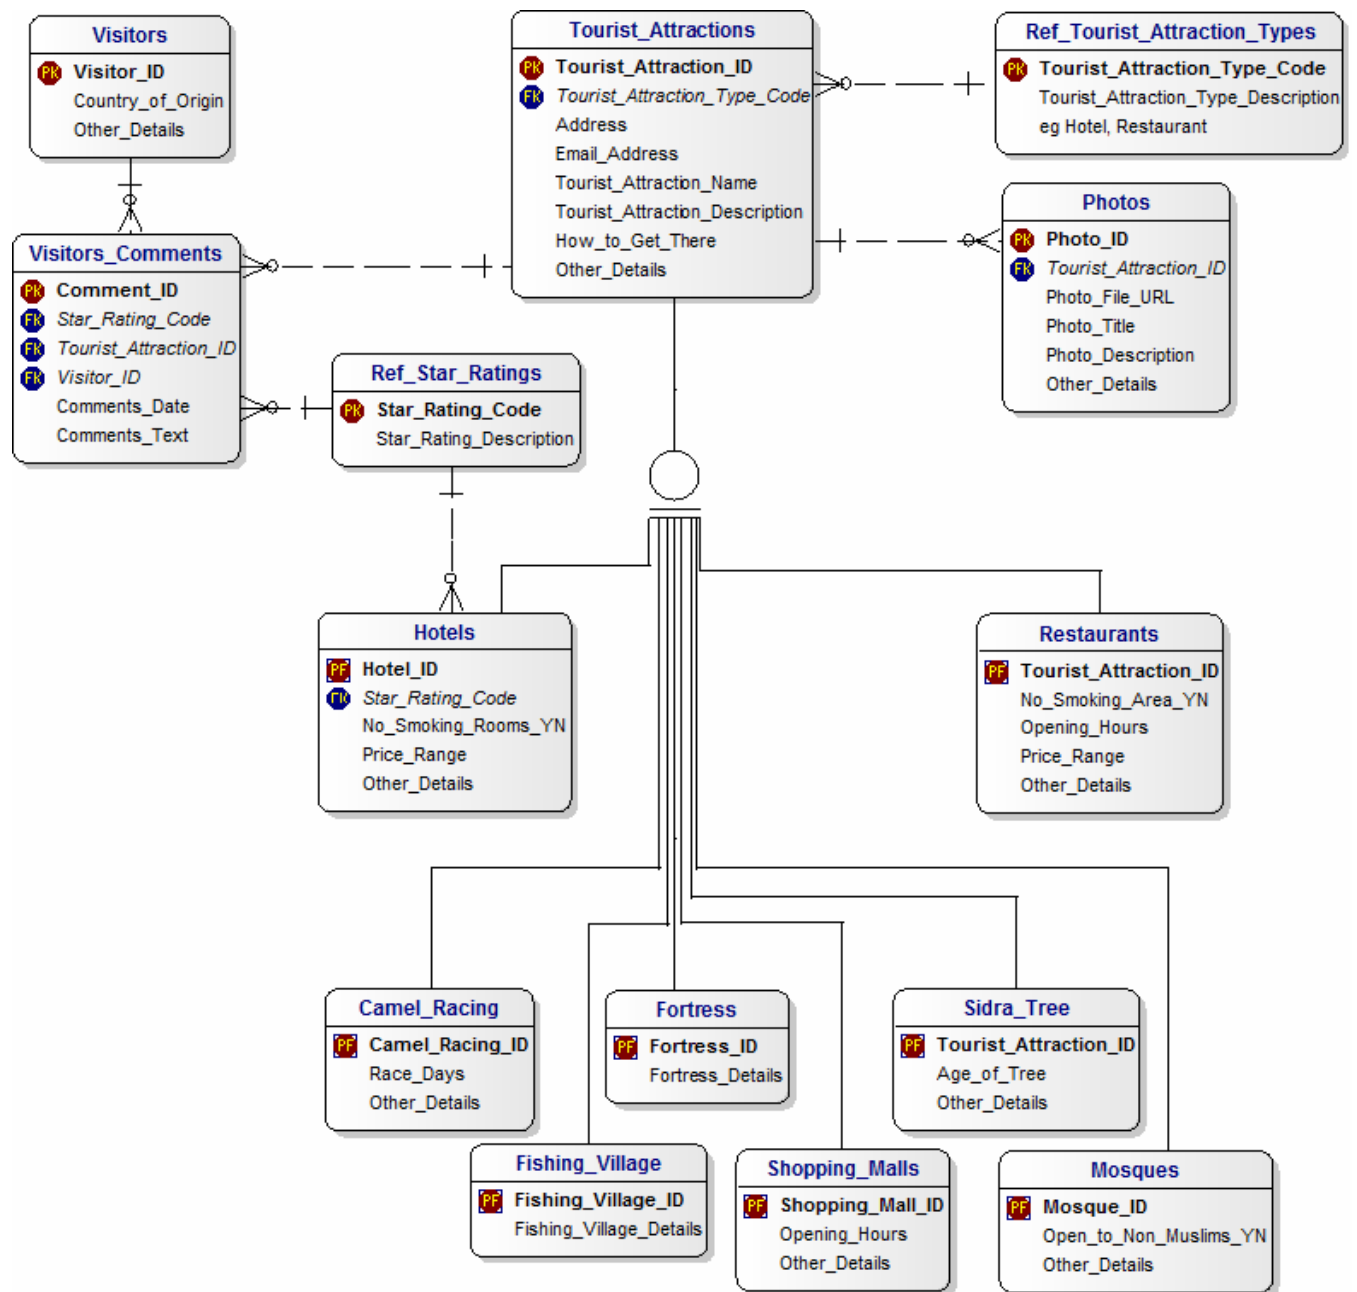 Visitors
PK Visitor_ID
Country_of_Origin
Other_Details
Tourist_Attractions
PK Tourist_Attraction_ID
FK Tourist_Attraction_Type_Code
Address
Email_Address
Tourist_Attraction_Name
Tourist_Attraction_Description
How_to_Get_There
Other_Details
Ref_Tourist_Attraction_Types
PK Tourist_Attraction_Type_Code
Tourist_Attraction_Type_Description
eg Hotel, Restaurant
Photos
PK Photo_ID
FK Tourist_Attraction_ID
Photo_File_URL
Photo_Title
Photo_Description
Other_Details
Visitors_Comments
PK Comment_ID
FK Star_Rating_Code
FK Tourist_Attraction_ID
FK Visitor_ID
Comments_Date
Comments_Text
Ref_Star_Ratings
PK Star_Rating_Code
Star_Rating_Description
Hotels
PF Hotel_ID
FK Star_Rating_Code
No_Smoking_Rooms_YN
Price_Range
Other_Details
Restaurants
PF Tourist_Attraction_ID
No_Smoking_Area_YN
Opening_Hours
Price_Range
Other_Details
Camel_Racing
PF Camel_Racing_ID
Race_Days
Other_Details
Fortress
PF Fortress_ID
Fortress_Details
Sidra_Tree
PF Tourist_Attraction_ID
Age_of_Tree
Other_Details
Fishing_Village
PF Fishing_Village_ID
Fishing_Village_Details
Shopping_Malls
PF Shopping_Mall_ID
Opening_Hours
Other_Details
Mosques
PF Mosque_ID
Open_to_Non_Muslims_YN
Other_Details